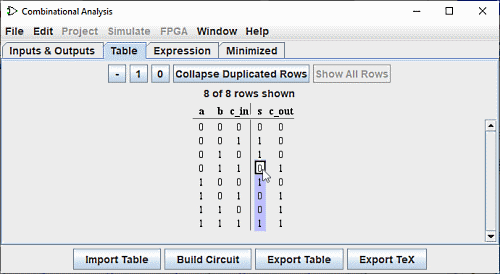 Combinational Analysis
File Edit Project Simulate FPGA Window Help
Inputs & Outputs Table Expression Minimized
- 1 0 Collapse Duplicated Rows Show All Rows
8 of 8 rows shown
a b c_in s c_out
0 0 0 0 0
0 0 1 1 0
0 1 0 1 0
0 1 1 0 1
1 0 0 1 0
1 0 1 0 1
1 1 0 0 1
1 1 1 1 1
Import Table Build Circuit Export Table Export TeX